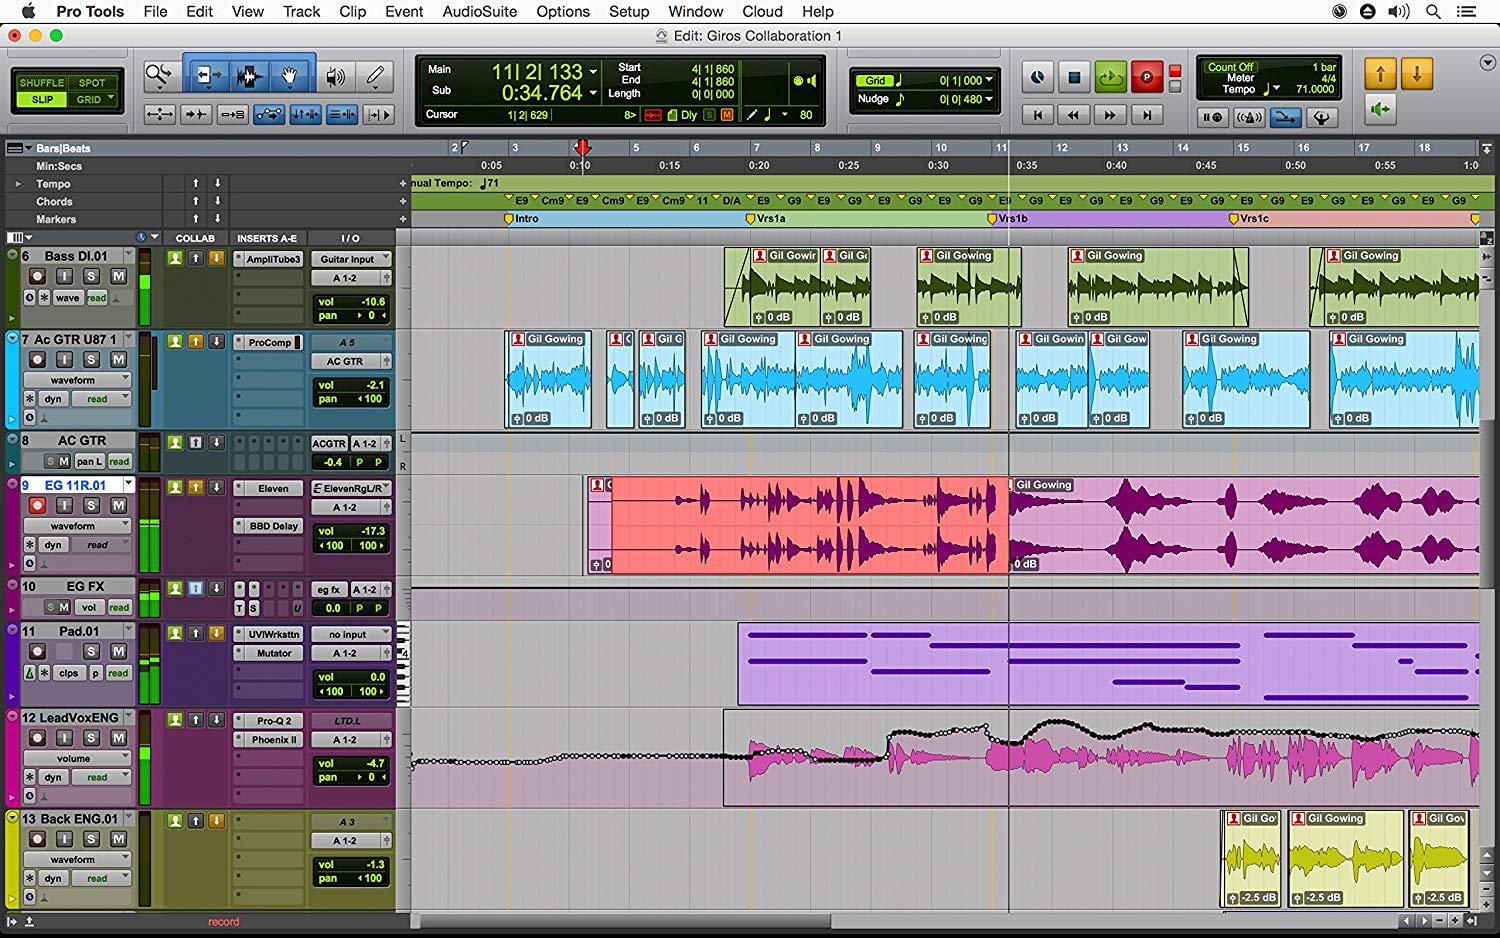 Pro Tools File Edit View Track Clip Event AudioSuite Options Setup Window Cloud Help
Edit: Giros Collaboration 1
SHUFFLE SPOT
SLIP GRID
Main 11| 2| 133
Sub 0:34.764
Start 4| 1| 860
End 4| 1| 860
Length 0| 0| 000
Cursor 1| 2| 629 8> Dly S M 80
Grid 0| 1| 000
Nudge 0| 0| 480
Count Off 1 bar
Meter 4/4
Tempo 71.0000
Bars|Beats 2 3 5 6 7 8 9 10 11 12 13 14 15 16 17 18
Min:Secs 0:05 0:10 0:15 0:20 0:25 0:30 0:35 0:40 0:45 0:50 0:55 1:0
Tempo nual Tempo: 71
Chords E9 Cm9 E9 Cm9 E9 Cm9 11 D/A E9 G9 E9 G9 E9 G9 E9 G9 E9 G9 E9 G9 E9 G9 E9 G9 E9 G9 E9 G9 E9 G9 E9 G9
Markers Intro Vrs1a Vrs1b Vrs1c
COLLAB INSERTS A-E I / O
6 Bass DI.01 AmpliTube3 Guitar Input
I S M A 1-2
wave read vol -10.6
pan 0
Gil Gowir Gil Gc Gil Gowing Gil Gowing Gil Gowing
0 dB 0 dB 0 dB 0 dB 0 dB
7 Ac GTR U87 1 ProComp A 5
I S M AC GTR
waveform vol -2.1
dyn read pan 100
Gil Gowing Gil G Gil Gowing Gil Gowing Gil Gowing Gil Gowin Gil Gow Gil Gowing Gil Gowing
0 dB 0 dB 0 dB 0 dB 0 dB 0 dB 0 dB 0 dB
8 AC GTR ACGTR A 1-2 L
S M pan L read -0.4 P P R
9 EG 11R.01 Eleven ElevenRgL/R
I S M A 1-2
waveform BBD Delay vol -17.3
dyn read 100 100
Gil Gowing
0 dB
10 EG FX eg fx A 1-2
S M vol read T S U 0.0 P P
11 Pad.01 UVIWrksttn no input
S M Mutator A 1-2 4
clps p read vol 0.0
100 100
12 LeadVoxENG Pro-Q 2 LTD.L
I S M Phoenix II A 1-2
volume vol -4.7
dyn read pan 0
13 Back ENG.01 A 3
I S M A 1-2
waveform vol -1.3
dyn read pan 100
Gil Go Gil Gowing Gil Gov
-2.5 dB -2.5 dB -2.5 dB
record